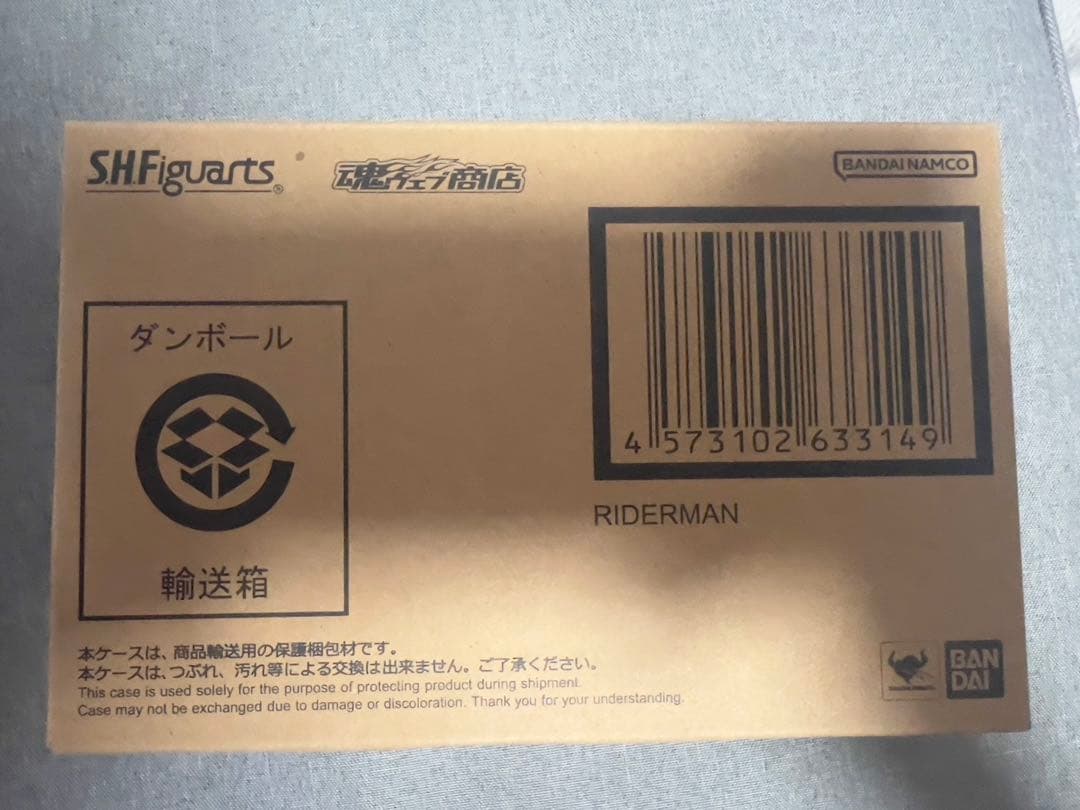 S.H.Figuarts®
魂ウェブ商店
BANDAI NAMCO
4 573102 633149
RIDERMAN
ダンボール
輸送箱
本ケースは、商品輸送用の保護梱包材です。
本ケースは、つぶれ、汚れ等による交換は出来ません。ご了承ください。
This case is used solely for the purpose of protecting product during shipment.
Case may not be exchanged due to damage or discoloration. Thank you for your understanding.
BAN
DAI